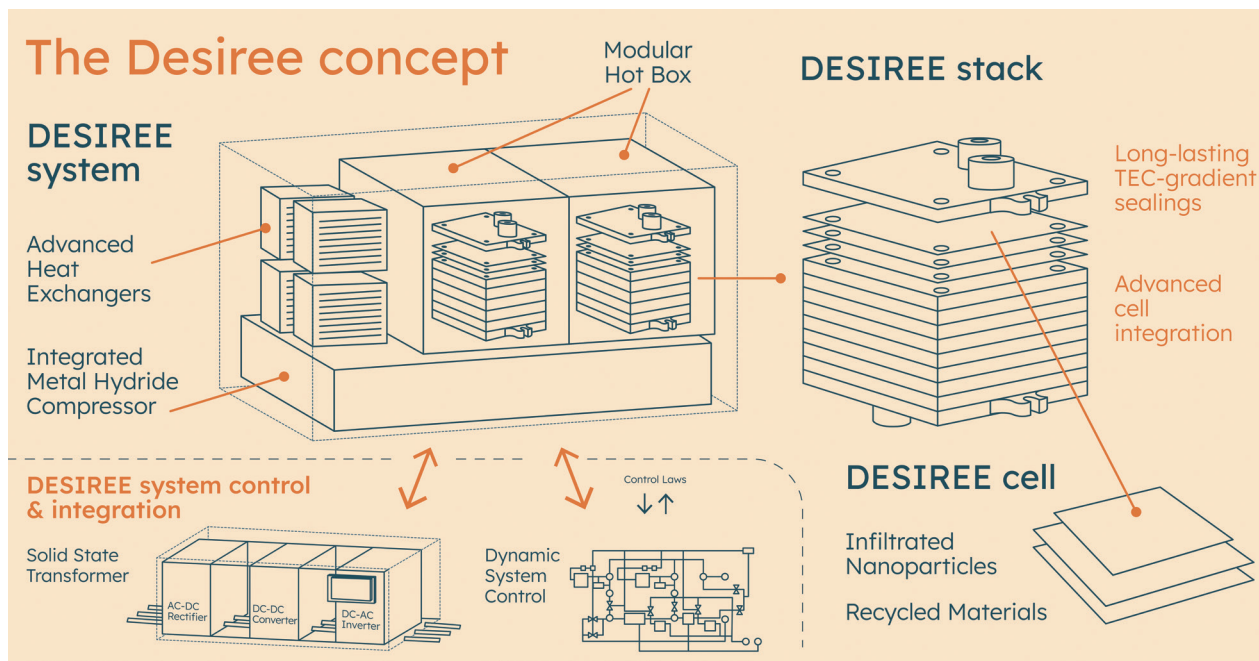 The Desiree concept
DESIREE
system
Modular
Hot Box
Advanced
Heat
Exchangers
Integrated
Metal Hydride
Compressor
DESIREE stack
Long-lasting
TEC-gradient
sealings
Advanced
cell
integration
DESIREE system control
& integration
Solid State
Transformer
AC-DC
Rectifier
DC-DC
Converter
DC-AC
Inverter
Control Laws
Dynamic
System
Control
DESIREE cell
Infiltrated
Nanoparticles
Recycled Materials